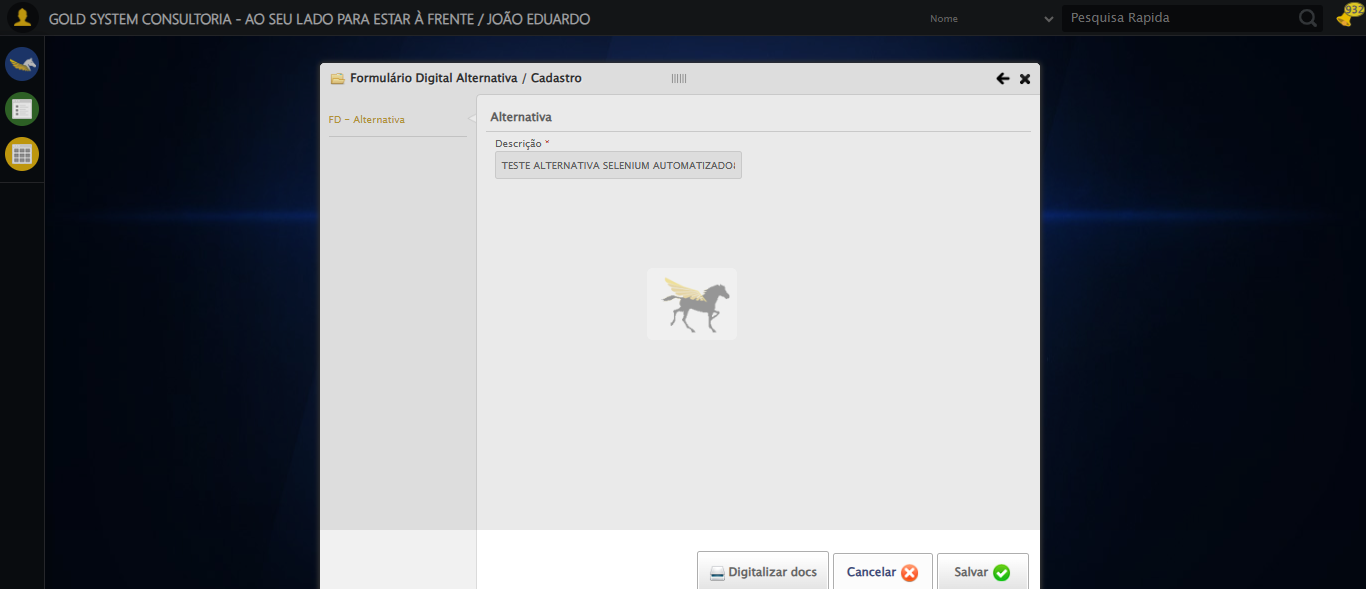 GOLD SYSTEM CONSULTORIA - AO SEU LADO PARA ESTAR À FRENTE / JOÃO EDUARDO
Nome
Pesquisa Rapida
932
Formulário Digital Alternativa / Cadastro
FD - Alternativa
Alternativa
Descrição *
TESTE ALTERNATIVA SELENIUM AUTOMATIZADO
Digitalizar docs
Cancelar
Salvar